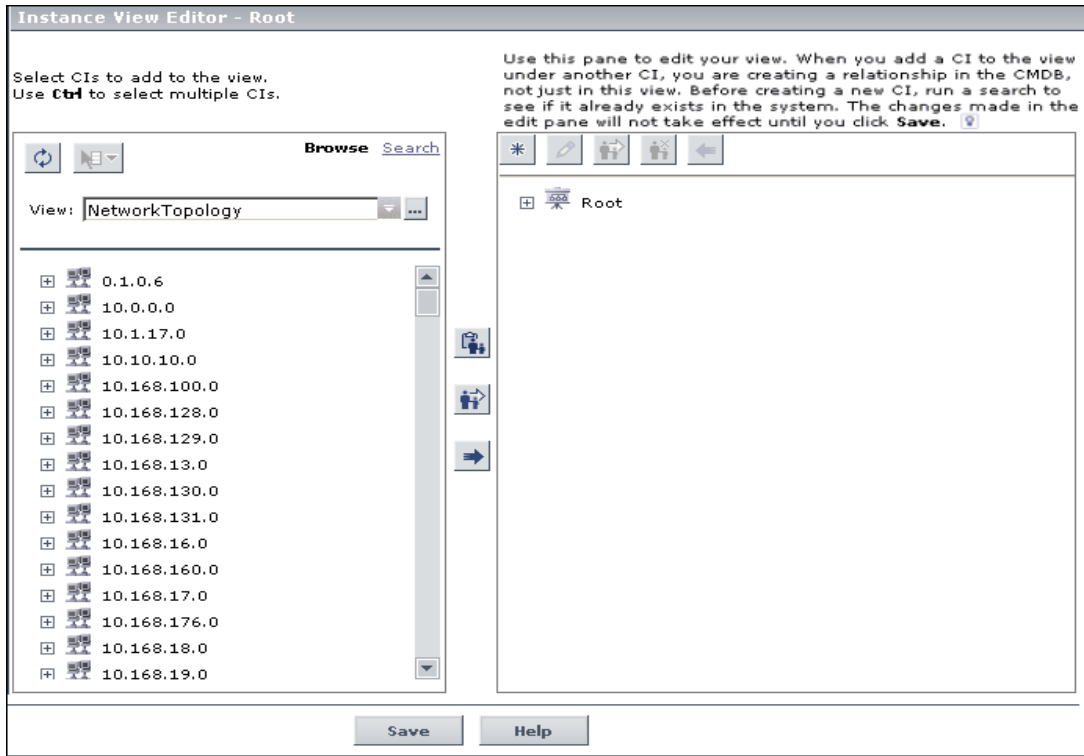 Instance View Editor - Root
Select CIs to add to the view.
Use Ctrl to select multiple CIs.
Use this pane to edit your view. When you add a CI to the view
under another CI, you are creating a relationship in the CMDB,
not just in this view. Before creating a new CI, run a search to
see if it already exists in the system. The changes made in the
edit pane will not take effect until you click Save.
Browse Search
View: NetworkTopology ...
0.1.0.6
10.0.0.0
10.1.17.0
10.10.10.0
10.168.100.0
10.168.128.0
10.168.129.0
10.168.13.0
10.168.130.0
10.168.131.0
10.168.16.0
10.168.160.0
10.168.17.0
10.168.176.0
10.168.18.0
10.168.19.0
Root
Save
Help